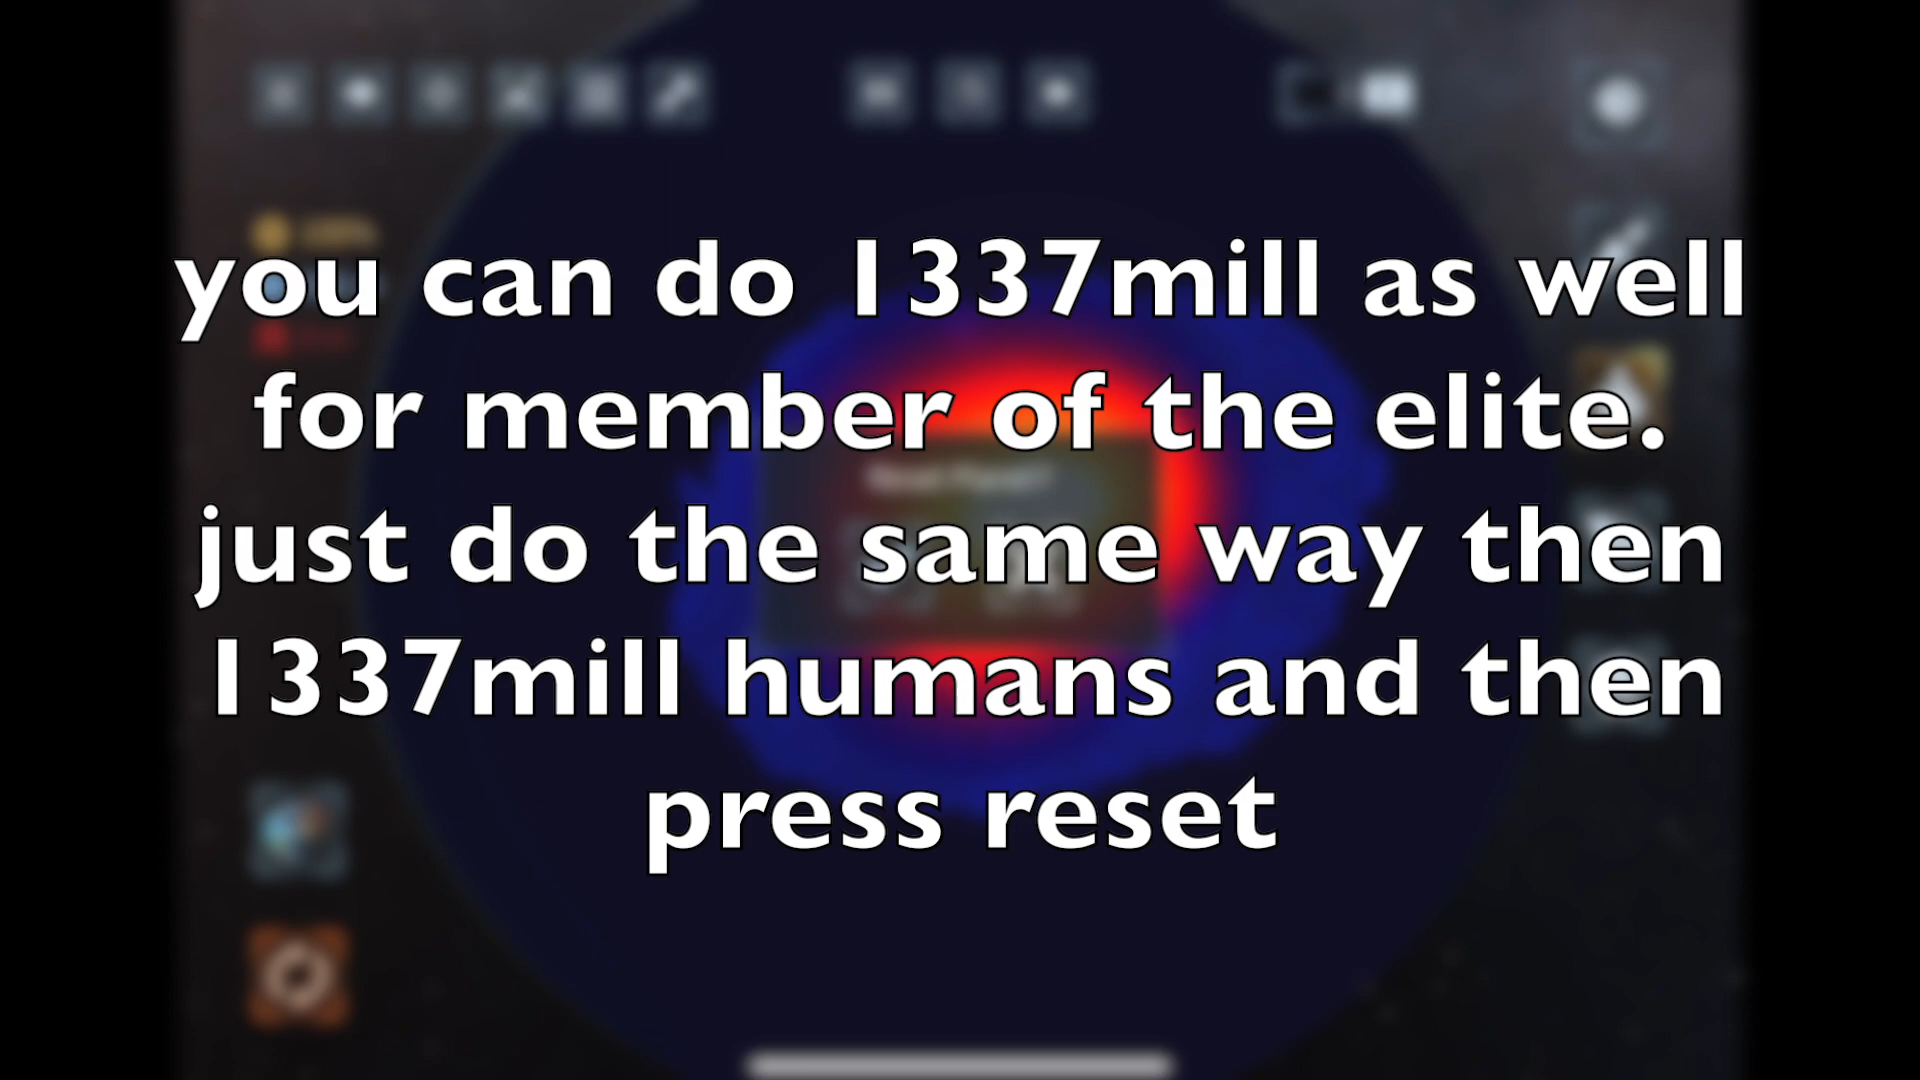 you can do 1337mill as well
for member of the elite.
just do the same way then
1337mill humans and then
press reset